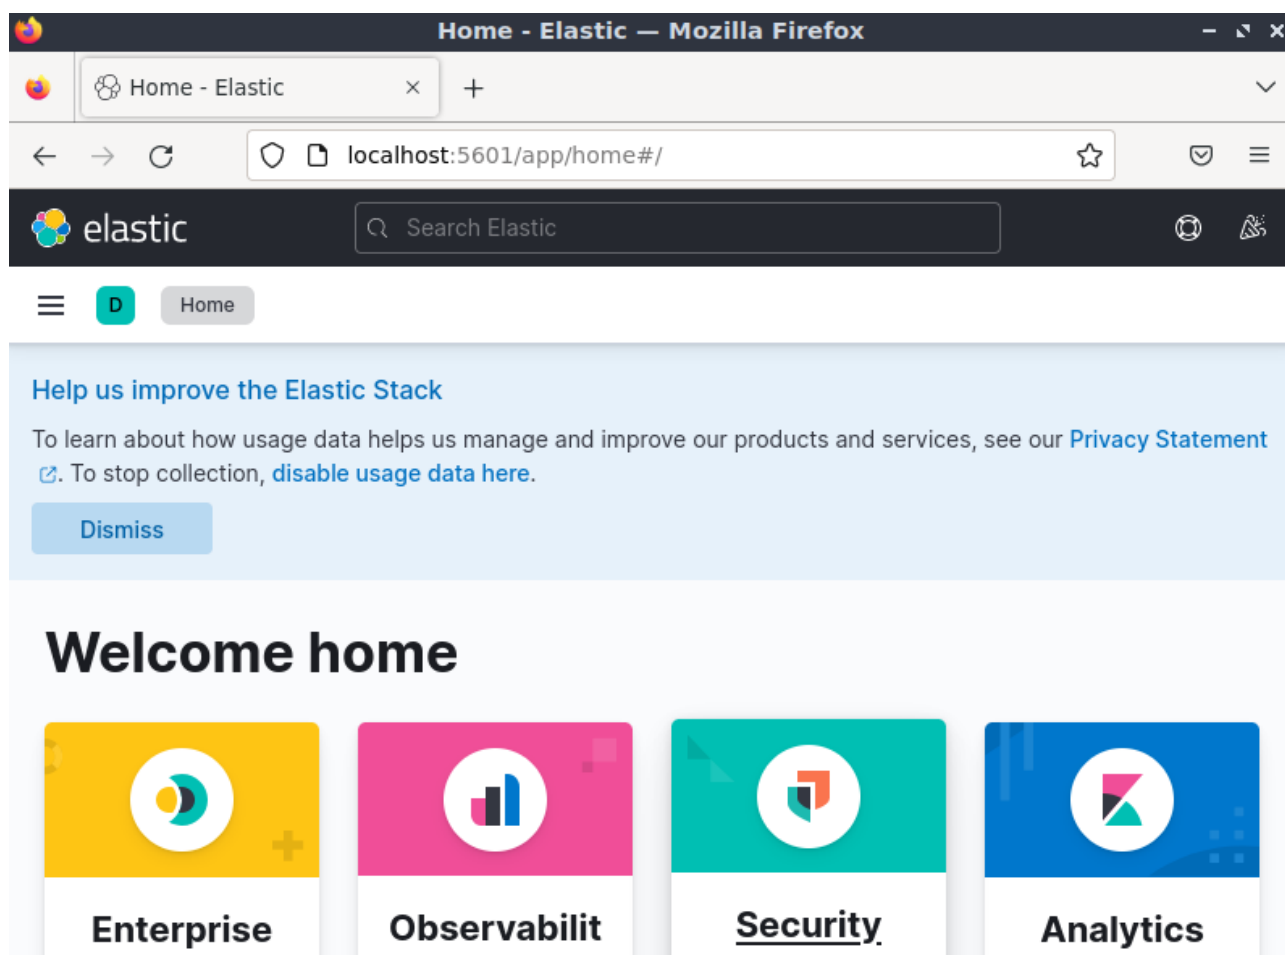 Home - Elastic — Mozilla Firefox
Home - Elastic
localhost:5601/app/home#/
elastic
Search Elastic
D
Home
Help us improve the Elastic Stack
To learn about how usage data helps us manage and improve our products and services, see our Privacy Statement
. To stop collection, disable usage data here.
Dismiss
Welcome home
Enterprise
Observabilit
Security
Analytics